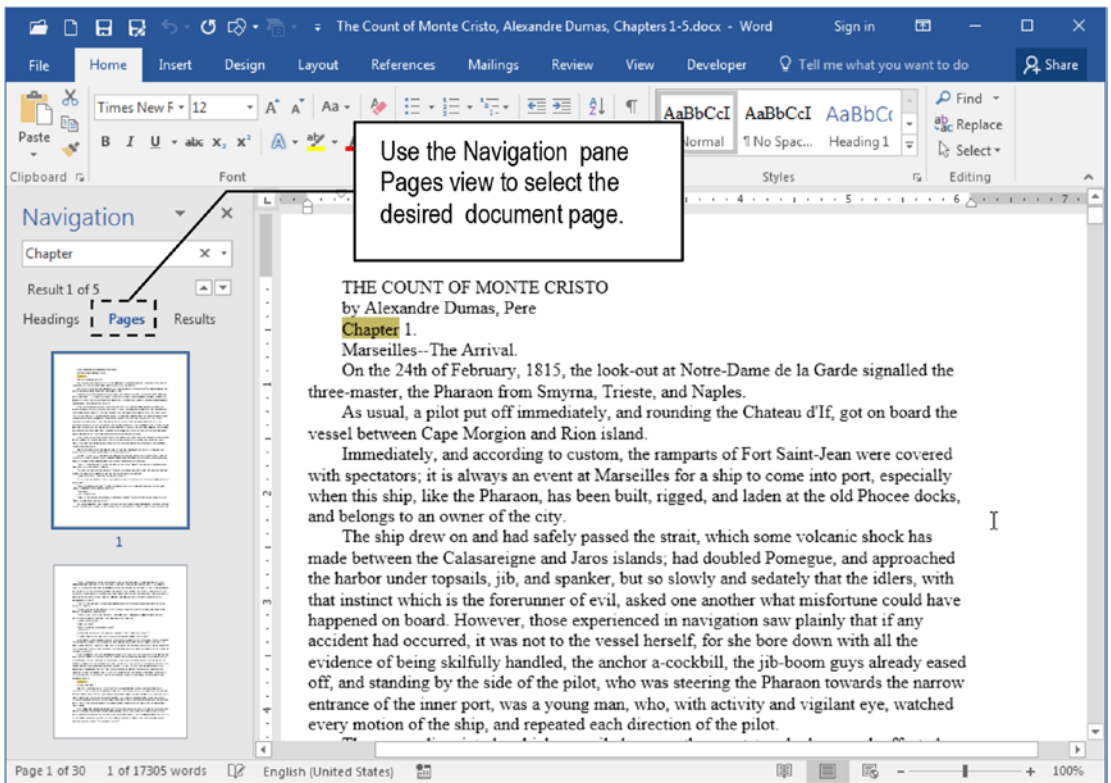 The Count of Monte Cristo, Alexandre Dumas, Chapters 1-5.docx - Word
Sign in
File Home Insert Design Layout References Mailings Review View Developer Tell me what you want to do Share
Paste
Times New F 12 Aa
B I U abc x₂ x²
AaBbCcI AaBbCcI AaBbCc
Normal ¶ No Spac... Heading 1
Find
Replace
Select
Clipboard Font Styles Editing
Use the Navigation pane
Pages view to select the
desired document page.
Navigation
Chapter
Result 1 of 5
Headings Pages Results
1
4 5 6 7
THE COUNT OF MONTE CRISTO
by Alexandre Dumas, Pere
Chapter 1.
Marseilles--The Arrival.
On the 24th of February, 1815, the look-out at Notre-Dame de la Garde signalled the
three-master, the Pharaon from Smyrna, Trieste, and Naples.
As usual, a pilot put off immediately, and rounding the Chateau d'If, got on board the
vessel between Cape Morgion and Rion island.
Immediately, and according to custom, the ramparts of Fort Saint-Jean were covered
with spectators; it is always an event at Marseilles for a ship to come into port, especially
when this ship, like the Pharaon, has been built, rigged, and laden at the old Phocee docks,
and belongs to an owner of the city.
The ship drew on and had safely passed the strait, which some volcanic shock has
made between the Calasareigne and Jaros islands; had doubled Pomegue, and approached
the harbor under topsails, jib, and spanker, but so slowly and sedately that the idlers, with
that instinct which is the forerunner of evil, asked one another what misfortune could have
happened on board. However, those experienced in navigation saw plainly that if any
accident had occurred, it was not to the vessel herself, for she bore down with all the
evidence of being skilfully handled, the anchor a-cockbill, the jib-boom guys already eased
off, and standing by the side of the pilot, who was steering the Pharaon towards the narrow
entrance of the inner port, was a young man, who, with activity and vigilant eye, watched
every motion of the ship, and repeated each direction of the pilot.
Page 1 of 30 1 of 17305 words English (United States) 100%